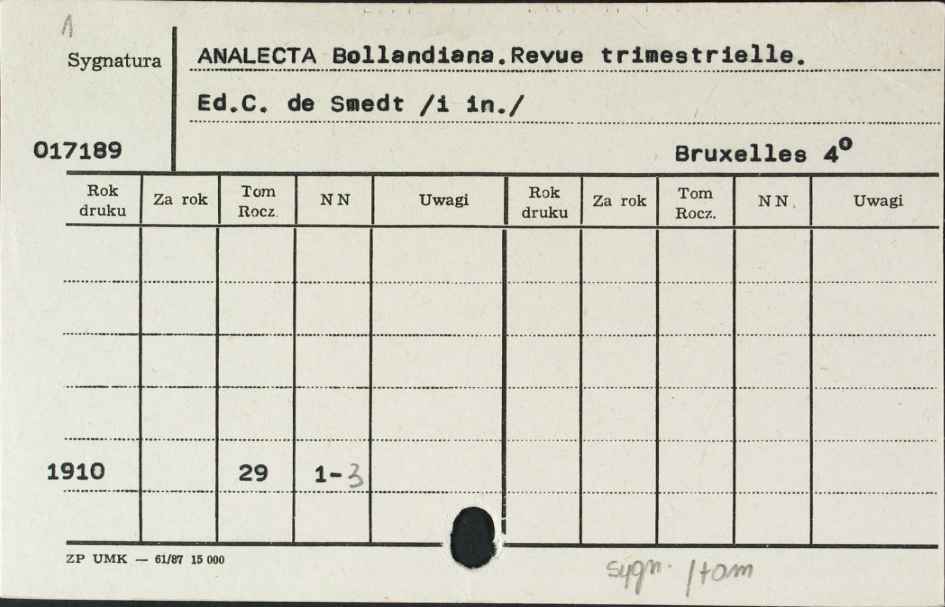 1
Sygnatura
ANALECTA Bollandiana.Revue trimestrielle.
Ed.C. de Smedt /i in./
017189
Bruxelles 4°
Rok druku Za rok Tom Rocz. N N Uwagi Rok druku Za rok Tom Rocz. N N. Uwagi
1910 29 1-3
ZP UMK — 61/87 15 000
sygn. /tom